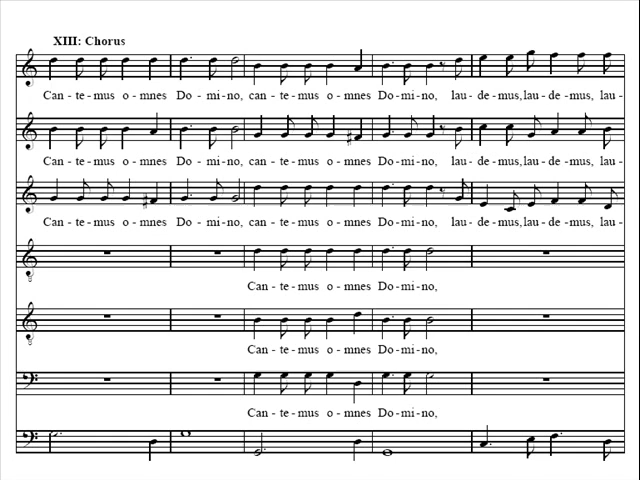 XIII: Chorus
Can - te - mus o - mnes Do - mi - no, can - te - mus o - mnes Do - mi - no, lau - de - mus, lau - de - mus, lau -
Can - te - mus o - mnes Do - mi - no, can - te - mus o - mnes Do - mi - no, lau - de - mus, lau - de - mus, lau -
Can - te - mus o - mnes Do - mi - no, can - te - mus o - mnes Do - mi - no, lau - de - mus, lau - de - mus, lau -
Can - te - mus o - mnes Do - mi - no,
Can - te - mus o - mnes Do - mi - no,
Can - te - mus o - mnes Do - mi - no,